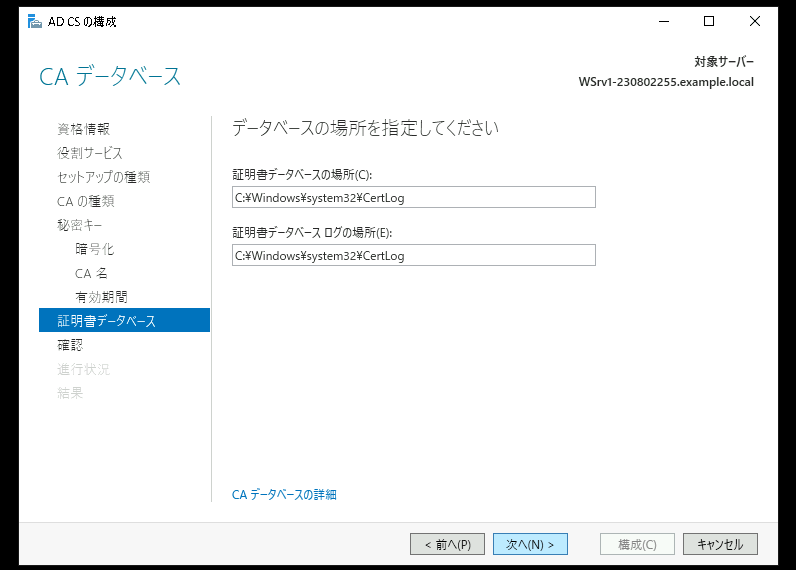 AD CS の構成
CA データベース
対象サーバー
WSrv1-230802255.example.local
資格情報
役割サービス
セットアップの種類
CA の種類
秘密キー
暗号化
CA 名
有効期間
証明書データベース
確認
進行状況
結果
データベースの場所を指定してください
証明書データベースの場所(C):
C:¥Windows¥system32¥CertLog
証明書データベース ログの場所(E):
C:¥Windows¥system32¥CertLog
CA データベースの詳細
< 前へ(P)
次へ(N) >
構成(C)
キャンセル